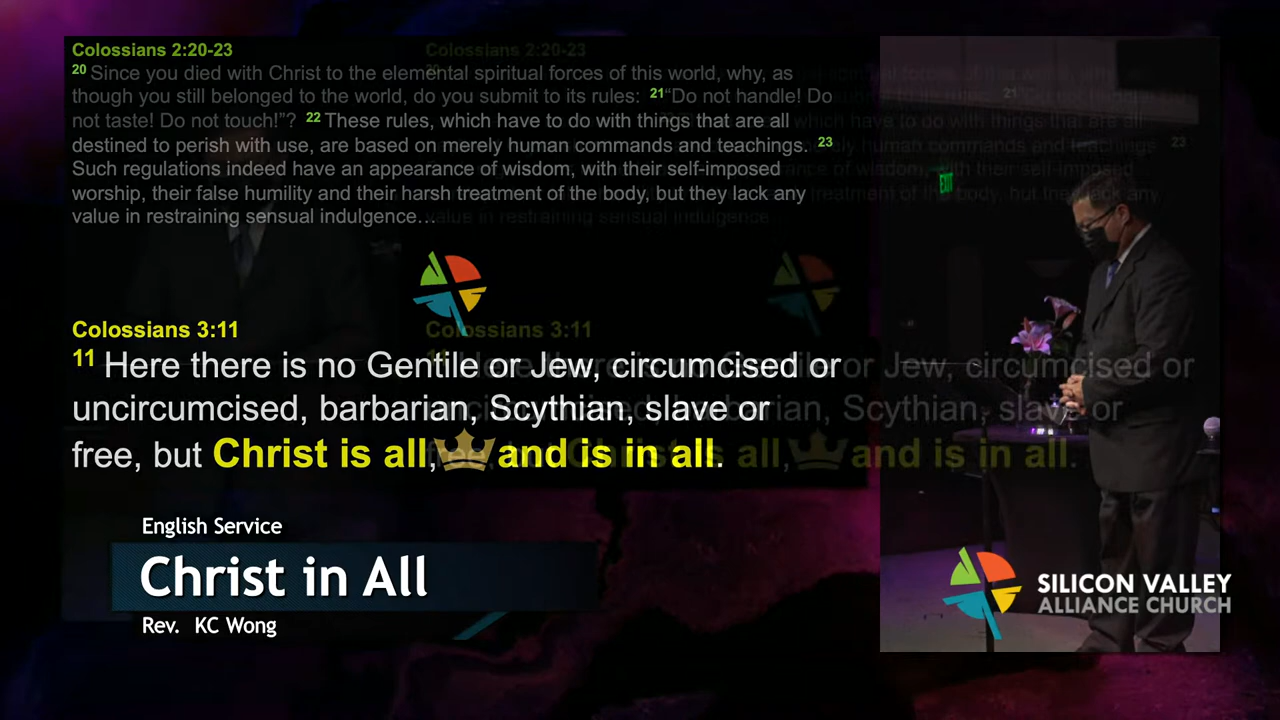 Colossians 2:20-23
20 Since you died with Christ to the elemental spiritual forces of this world, why, as
though you still belonged to the world, do you submit to its rules: 21 “Do not handle! Do
not taste! Do not touch!”? 22 These rules, which have to do with things that are all
destined to perish with use, are based on merely human commands and teachings. 23
Such regulations indeed have an appearance of wisdom, with their self-imposed
worship, their false humility and their harsh treatment of the body, but they lack any
value in restraining sensual indulgence…
Colossians 3:11
11 Here there is no Gentile or Jew, circumcised or
uncircumcised, barbarian, Scythian, slave or
free, but Christ is all, and is in all.
English Service
Christ in All
Rev. KC Wong
EXIT
SILICON VALLEY
ALLIANCE CHURCH